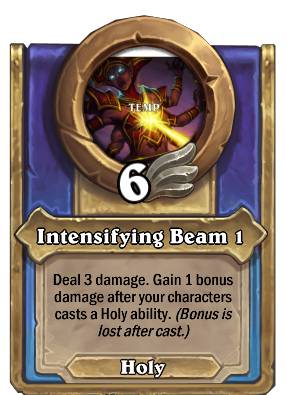 TEMP
6
Intensifying Beam 1
Deal 3 damage. Gain 1 bonus
damage after your characters
casts a Holy ability. (Bonus is
lost after cast.)
Holy